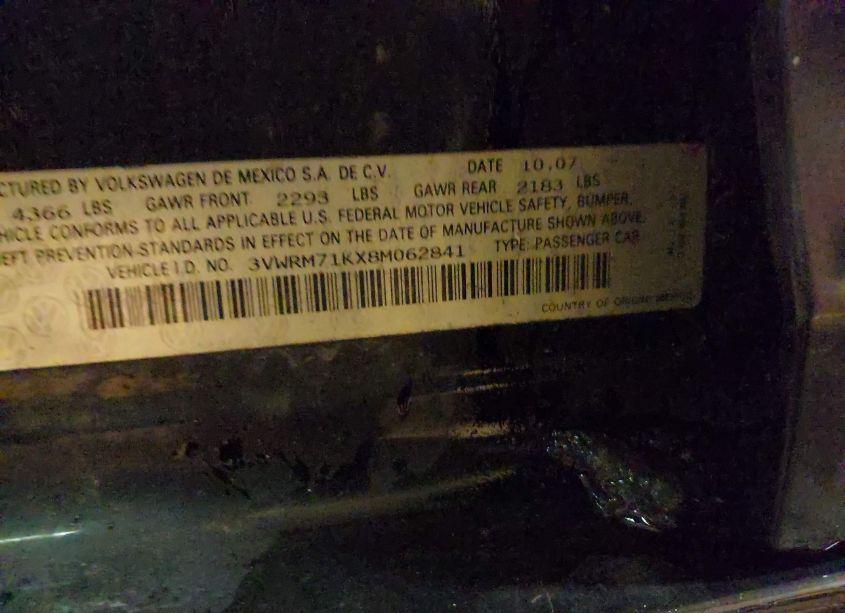 CTURED BY VOLKSWAGEN DE MEXICO S.A. DE C.V. DATE 10.07
4366 LBS GAWR FRONT 2293 LBS GAWR REAR 2183 LBS
HICLE CONFORMS TO ALL APPLICABLE U.S. FEDERAL MOTOR VEHICLE SAFETY, BUMPER,
EFT PREVENTION-STANDARDS IN EFFECT ON THE DATE OF MANUFACTURE SHOWN ABOVE.
VEHICLE I.D. NO. 3VWRM71KX8M062841 TYPE: PASSENGER CAR
COUNTRY OF ORIGIN: MEXICO